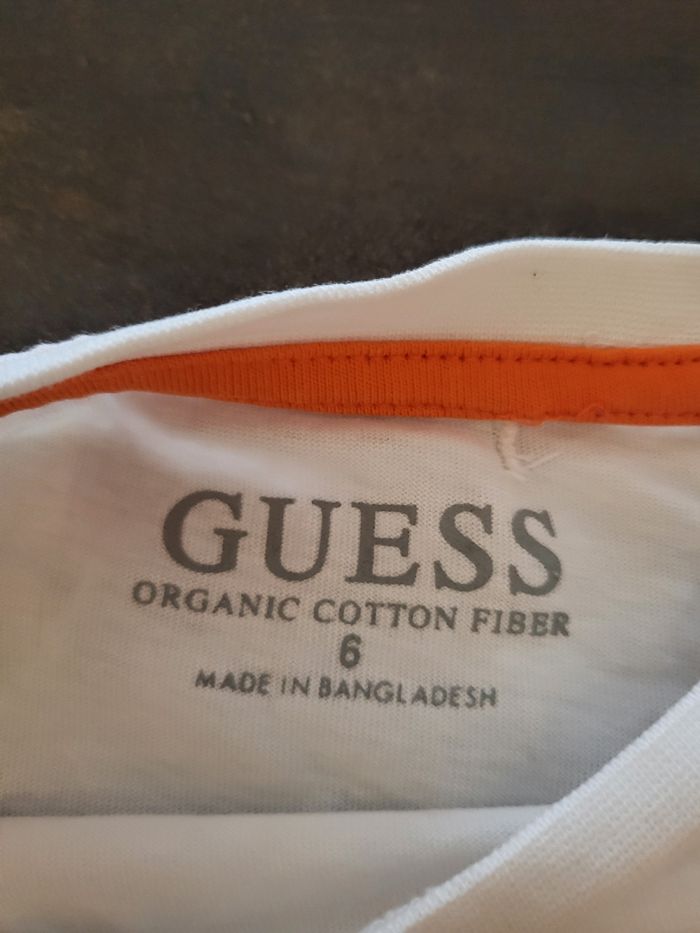 GUESS
ORGANIC COTTON FIBER
6
MADE IN BANGLADESH